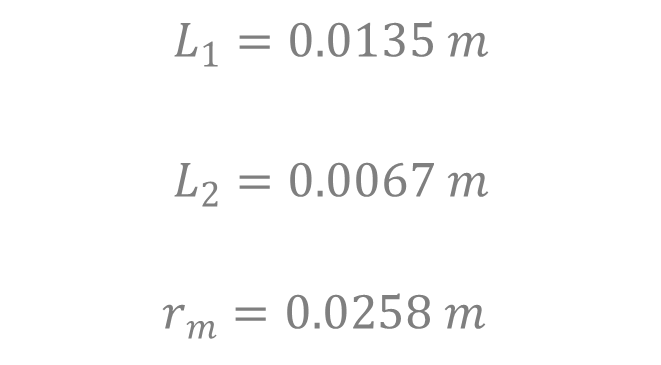 L₁ = 0.0135 m
L₂ = 0.0067 m
rₘ = 0.0258 m